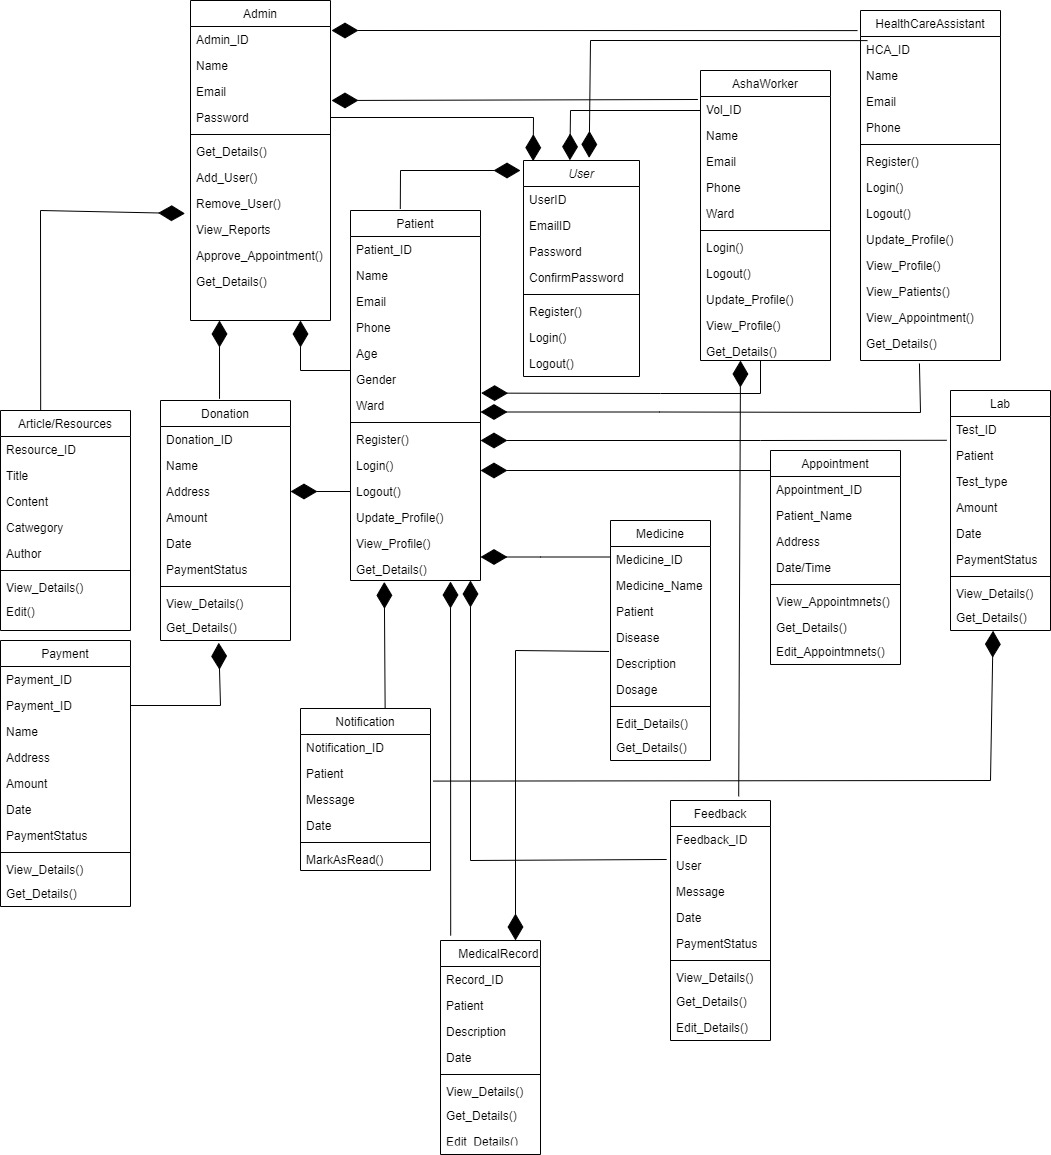 Admin
Admin_ID
Name
Email
Password
Get_Details()
Add_User()
Remove_User()
View_Reports
Approve_Appointment()
Get_Details()
HealthCareAssistant
HCA_ID
Name
Email
Phone
Register()
Login()
Logout()
Update_Profile()
View_Profile()
View_Patients()
View_Appointment()
Get_Details()
AshaWorker
Vol_ID
Name
Email
Phone
Ward
Login()
Logout()
Update_Profile()
View_Profile()
Get_Details()
User
UserID
EmailID
Password
ConfirmPassword
Register()
Login()
Logout()
Patient
Patient_ID
Name
Email
Phone
Age
Gender
Ward
Register()
Login()
Logout()
Update_Profile()
View_Profile()
Get_Details()
Article/Resources
Resource_ID
Title
Content
Catwegory
Author
View_Details()
Edit()
Donation
Donation_ID
Name
Address
Amount
Date
PaymentStatus
View_Details()
Get_Details()
Lab
Test_ID
Patient
Test_type
Amount
Date
PaymentStatus
View_Details()
Get_Details()
Appointment
Appointment_ID
Patient_Name
Address
Date/Time
View_Appointmnets()
Get_Details()
Edit_Appointmnets()
Medicine
Medicine_ID
Medicine_Name
Patient
Disease
Description
Dosage
Edit_Details()
Get_Details()
Payment
Payment_ID
Payment_ID
Name
Address
Amount
Date
PaymentStatus
View_Details()
Get_Details()
Notification
Notification_ID
Patient
Message
Date
MarkAsRead()
Feedback
Feedback_ID
User
Message
Date
PaymentStatus
View_Details()
Get_Details()
Edit_Details()
MedicalRecord
Record_ID
Patient
Description
Date
View_Details()
Get_Details()
Edit_Details()